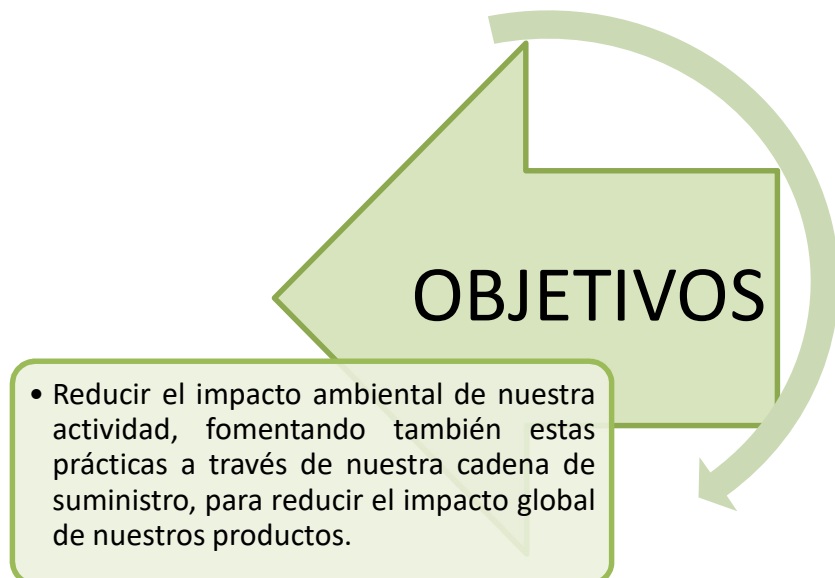 OBJETIVOS
• Reducir el impacto ambiental de nuestra
actividad, fomentando también estas
prácticas a través de nuestra cadena de
suministro, para reducir el impacto global
de nuestros productos.